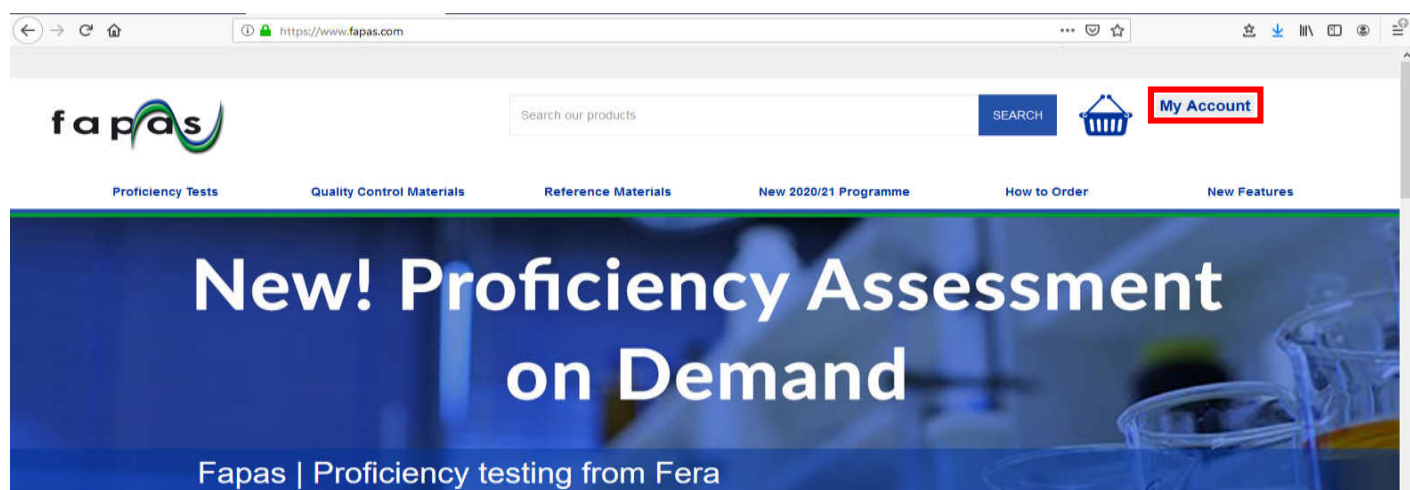 https://www.fapas.com
fapas
Search our products
SEARCH
My Account
Proficiency Tests
Quality Control Materials
Reference Materials
New 2020/21 Programme
How to Order
New Features
New! Proficiency Assessment
on Demand
Fapas | Proficiency testing from Fera